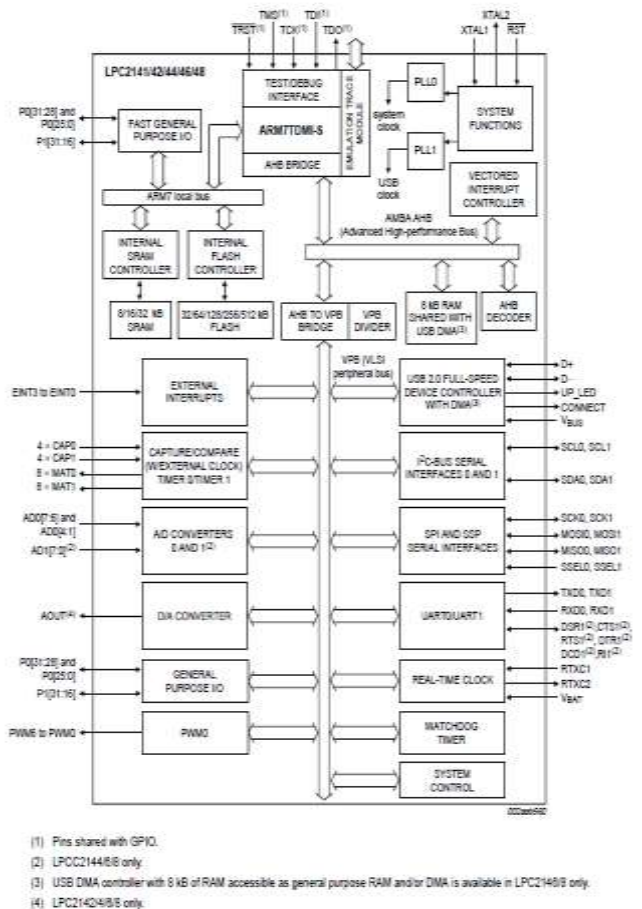 TMS(1) TDI(1)
TRST(1) TCK(1) TDO(1)
XTAL2
XTAL1 RST
LPC2141/42/44/46/48
TEST/DEBUG
INTERFACE
ARM7TDMI-S
AHB BRIDGE
EMULATION TRACE
MODULE
PLL0
system
clock
PLL1
USB
clock
SYSTEM
FUNCTIONS
VECTORED
INTERRUPT
CONTROLLER
P0[31:28] and
P0[25:0]
P1[31:16]
FAST GENERAL
PURPOSE I/O
ARM7 local bus
AMBA AHB
(Advanced High-performance Bus)
INTERNAL
SRAM
CONTROLLER
INTERNAL
FLASH
CONTROLLER
8/16/32 kB
SRAM
32/64/128/256/512 kB
FLASH
AHB TO VPB
BRIDGE
VPB
DIVIDER
8 kB RAM
SHARED WITH
USB DMA(3)
AHB
DECODER
VPB (VLSI
peripheral bus)
EINT3 to EINT0
EXTERNAL
INTERRUPTS
USB 2.0 FULL-SPEED
DEVICE CONTROLLER
WITH DMA(3)
D+
D-
UP_LED
CONNECT
VBUS
4 × CAP0
4 × CAP1
8 × MAT0
8 × MAT1
CAPTURE/COMPARE
(W/EXTERNAL CLOCK)
TIMER 0/TIMER 1
I2C-BUS SERIAL
INTERFACES 0 AND 1
SCL0, SCL1
SDA0, SDA1
AD0[7:6] and
AD0[4:1]
AD1[7:0](2)
A/D CONVERTERS
0 AND 1(2)
SPI AND SSP
SERIAL INTERFACES
SCK0, SCK1
MOSI0, MOSI1
MISO0, MISO1
SSEL0, SSEL1
AOUT(4)
D/A CONVERTER
UART0/UART1
TXD0, TXD1
RXD0, RXD1
DSR1(2),CTS1(2),
RTS1(2), DTR1(2)
DCD1(2),RI1(2)
P0[31:28] and
P0[25:0]
P1[31:16]
GENERAL
PURPOSE I/O
REAL-TIME CLOCK
RTXC1
RTXC2
VBAT
PWM6 to PWM0
PWM0
WATCHDOG
TIMER
SYSTEM
CONTROL
(1) Pins shared with GPIO.
(2) LPCC2144/6/8 only.
(3) USB DMA controller with 8 kB of RAM accessible as general purpose RAM and/or DMA is available in LPC2146/8 only.
(4) LPC2142/4/6/8 only.